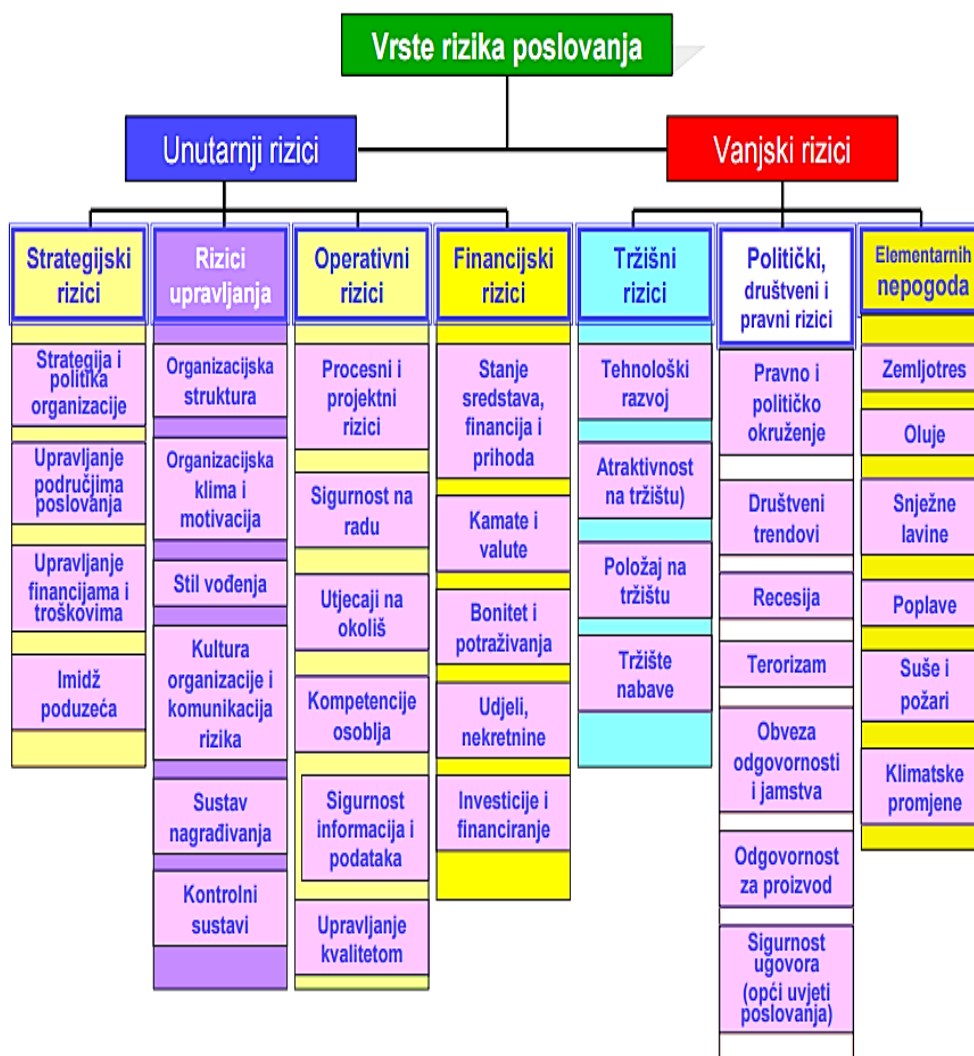 Vrste rizika poslovanja
Unutarnji rizici
Vanjski rizici
Strategijski
rizici
Strategija i
politika
organizacije
Upravljanje
područjima
poslovanja
Upravljanje
financijama i
troškovima
Imidž
poduzeća
Rizici
upravljanja
Organizacijska
struktura
Organizacijska
klima i
motivacija
Stil vođenja
Kultura
organizacije i
komunikacija
rizika
Sustav
nagrađivanja
Kontrolni
sustavi
Operativni
rizici
Procesni i
projektni
rizici
Sigurnost na
radu
Utjecaji na
okoliš
Kompetencije
osoblja
Sigurnost
informacija i
podataka
Upravljanje
kvalitetom
Financijski
rizici
Stanje
sredstava,
financija i
prihoda
Kamate i
valute
Bonitet i
potraživanja
Udjeli,
nekretnine
Investicije i
financiranje
Tržišni
rizici
Tehnološki
razvoj
Atraktivnost
na tržištu)
Položaj na
tržištu
Tržište
nabave
Politički,
društveni i
pravni rizici
Pravno i
političko
okruženje
Društveni
trendovi
Recesija
Terorizam
Obveza
odgovornosti
i jamstva
Odgovornost
za proizvod
Sigurnost
ugovora
(opći uvjeti
poslovanja)
Elementarnih
nepogoda
Zemljotres
Oluje
Snježne
lavine
Poplave
Suše i
požari
Klimatske
promjene